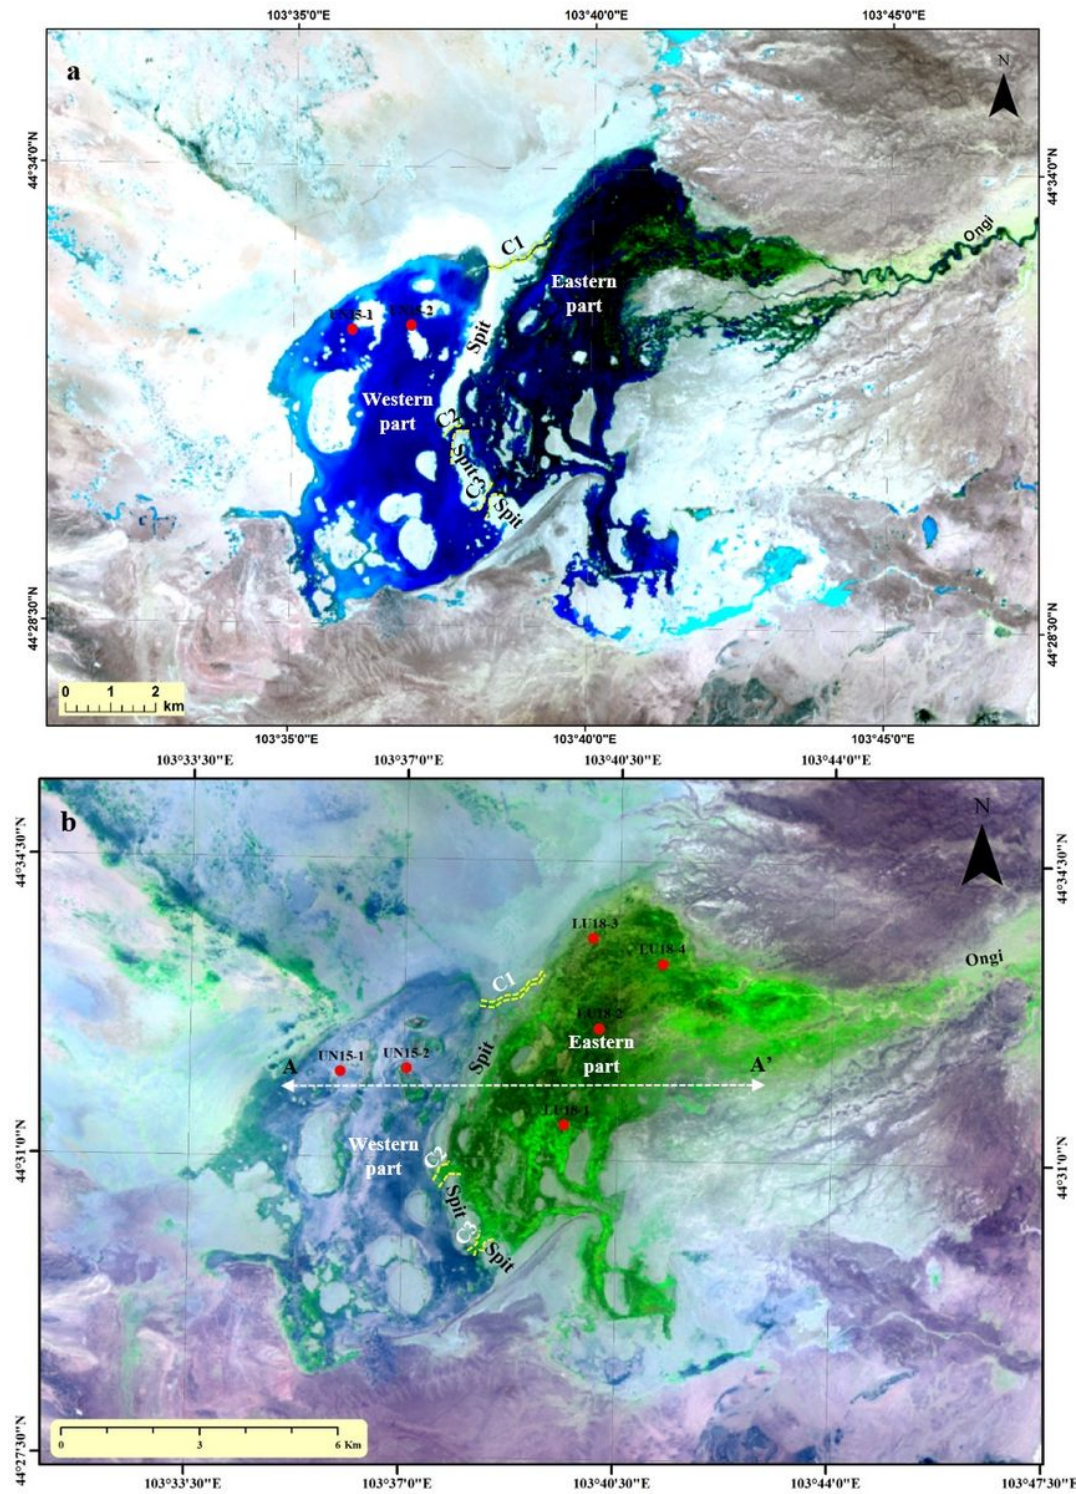 103°35'0"E 103°40'0"E 103°45'0"E
a
N
44°34'0"N
44°34'0"N
Ongi
C1
Eastern
part
UN15-1 UN15-2
Spit
Western
part
C2
Spit
C3
Spit
44°28'30"N
44°28'30"N
0 1 2
km
103°35'0"E 103°40'0"E 103°45'0"E
103°33'30"E 103°37'0"E 103°40'30"E 103°44'0"E
b
N
44°34'30"N
44°34'30"N
LU18-3
LU18-4
Ongi
C1
LU18-2
Eastern
part
Spit
UN15-1 UN15-2
A A’
LU18-1
Western
part
C2
44°31'0"N
44°31'0"N
Spit
C3
Spit
0 3 6 Km
44°27'30"N
103°33'30"E 103°37'0"E 103°40'30"E 103°44'0"E 103°47'30"E